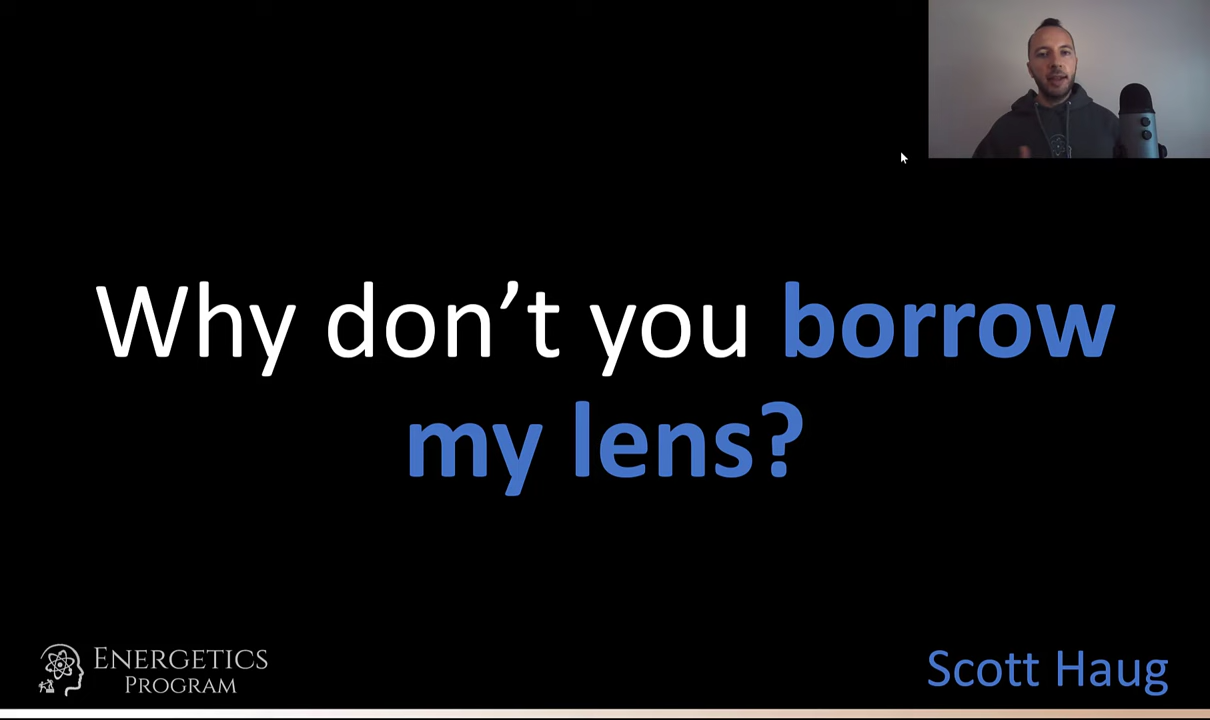 Why don’t you borrow
my lens?
ENERGETICS
PROGRAM
Scott Haug